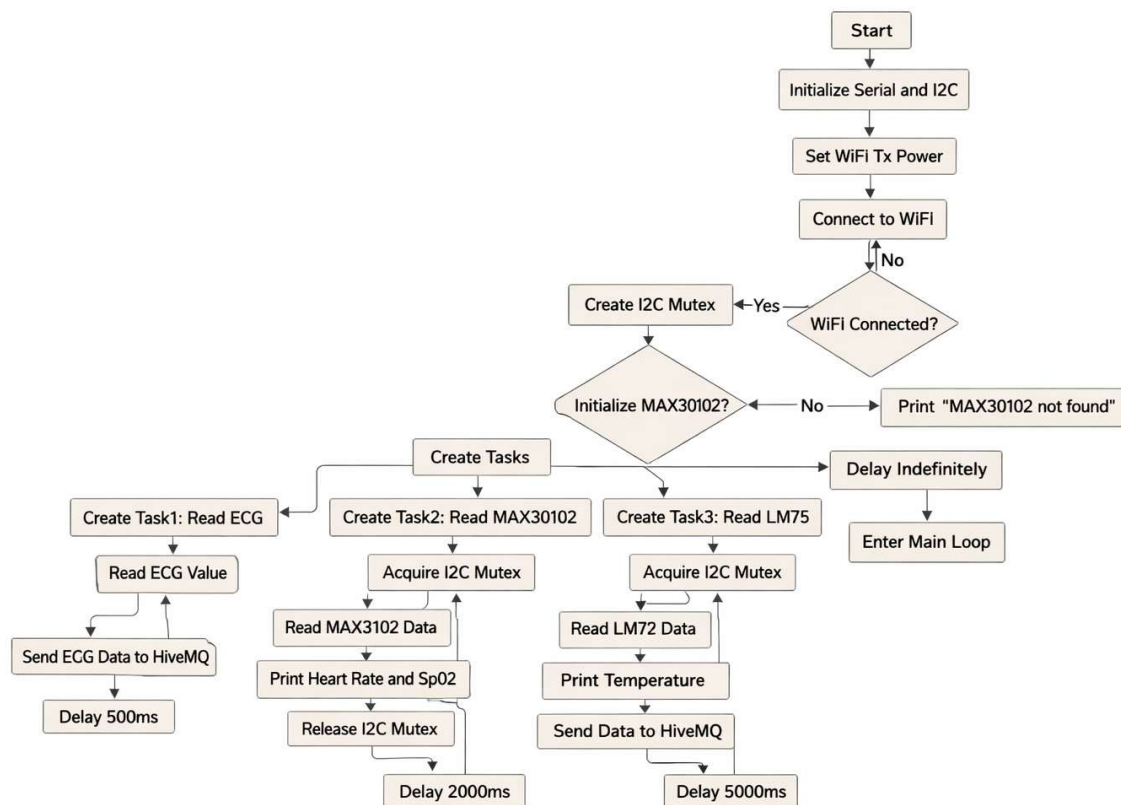 Start
Initialize Serial and I2C
Set WiFi Tx Power
Connect to WiFi
No
Create I2C Mutex
Yes
WiFi Connected?
Initialize MAX30102?
No
Print "MAX30102 not found"
Create Tasks
Delay Indefinitely
Create Task1: Read ECG
Create Task2: Read MAX30102
Create Task3: Read LM75
Enter Main Loop
Read ECG Value
Acquire I2C Mutex
Acquire I2C Mutex
Read MAX3102 Data
Read LM72 Data
Send ECG Data to HiveMQ
Print Heart Rate and Sp02
Print Temperature
Delay 500ms
Release I2C Mutex
Send Data to HiveMQ
Delay 2000ms
Delay 5000ms